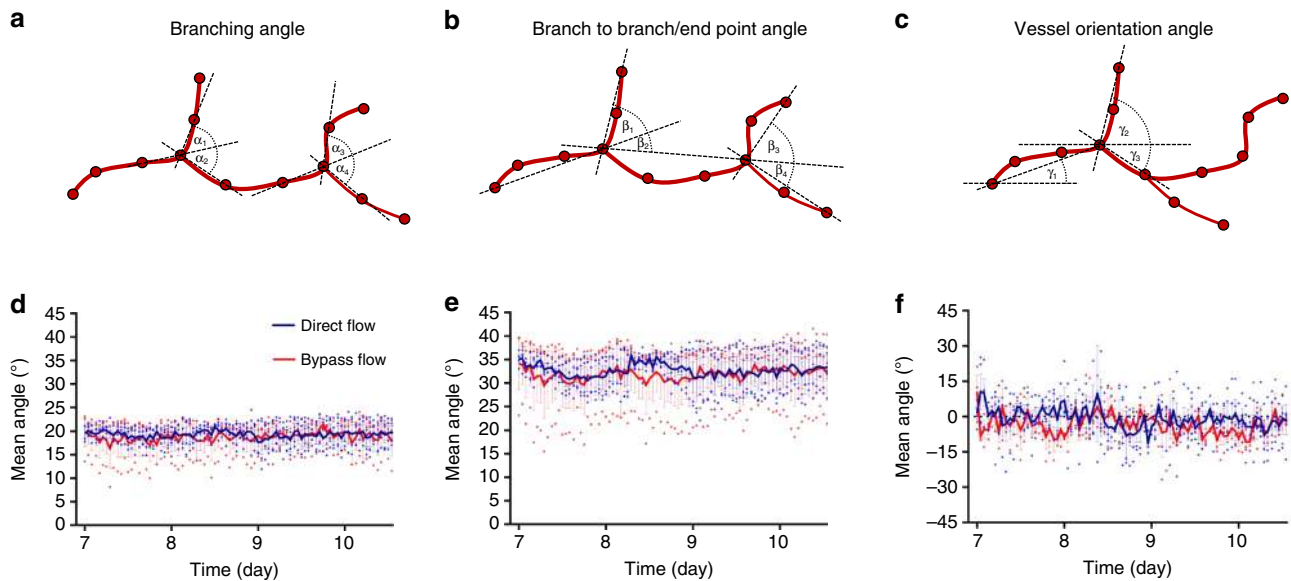 a
Branching angle
α1
α2
α3
α4
b
Branch to branch/end point angle
β1
β2
β3
β4
c
Vessel orientation angle
γ2
γ3
γ1
d
45
40
35
30
25
20
15
10
5
0
Mean angle (°)
Direct flow
Bypass flow
7
8
9
10
Time (day)
e
45
40
35
30
25
20
15
10
5
0
Mean angle (°)
7
8
9
10
Time (day)
f
45
30
15
0
–15
–30
–45
Mean angle (°)
7
8
9
10
Time (day)